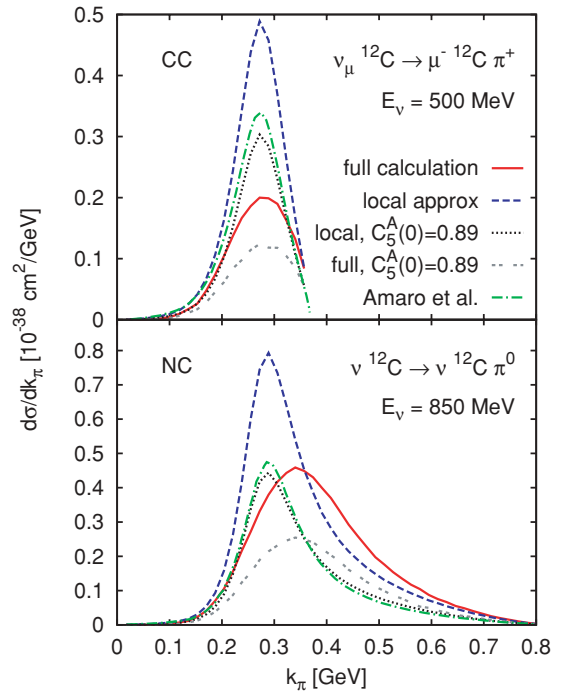 0.5
0.4
0.3
0.2
0.1
0
CC
ν_μ ¹²C → μ⁻ ¹²C π⁺
E_ν = 500 MeV
full calculation
local approx
local, C₅ᴬ(0)=0.89
full, C₅ᴬ(0)=0.89
Amaro et al.
dσ/dk_π [10⁻³⁸ cm²/GeV]
0.8
0.7
0.6
0.5
0.4
0.3
0.2
0.1
0
NC
ν ¹²C → ν ¹²C π⁰
E_ν = 850 MeV
0 0.1 0.2 0.3 0.4 0.5 0.6 0.7 0.8
k_π [GeV]